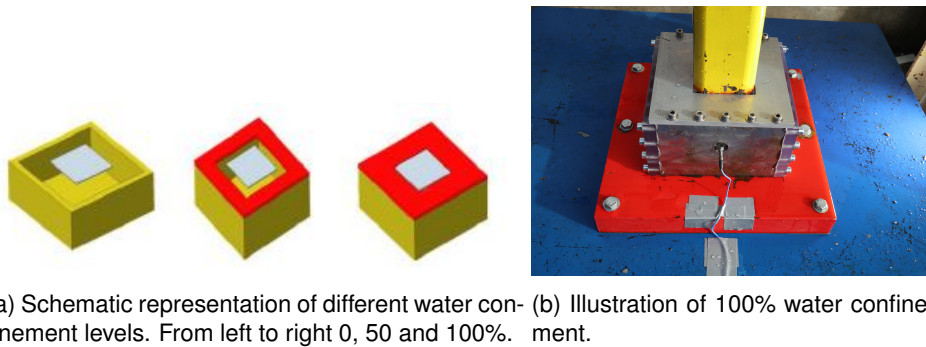 a) Schematic representation of different water con-
nement levels. From left to right 0, 50 and 100%.
(b) Illustration of 100% water confine
ment.